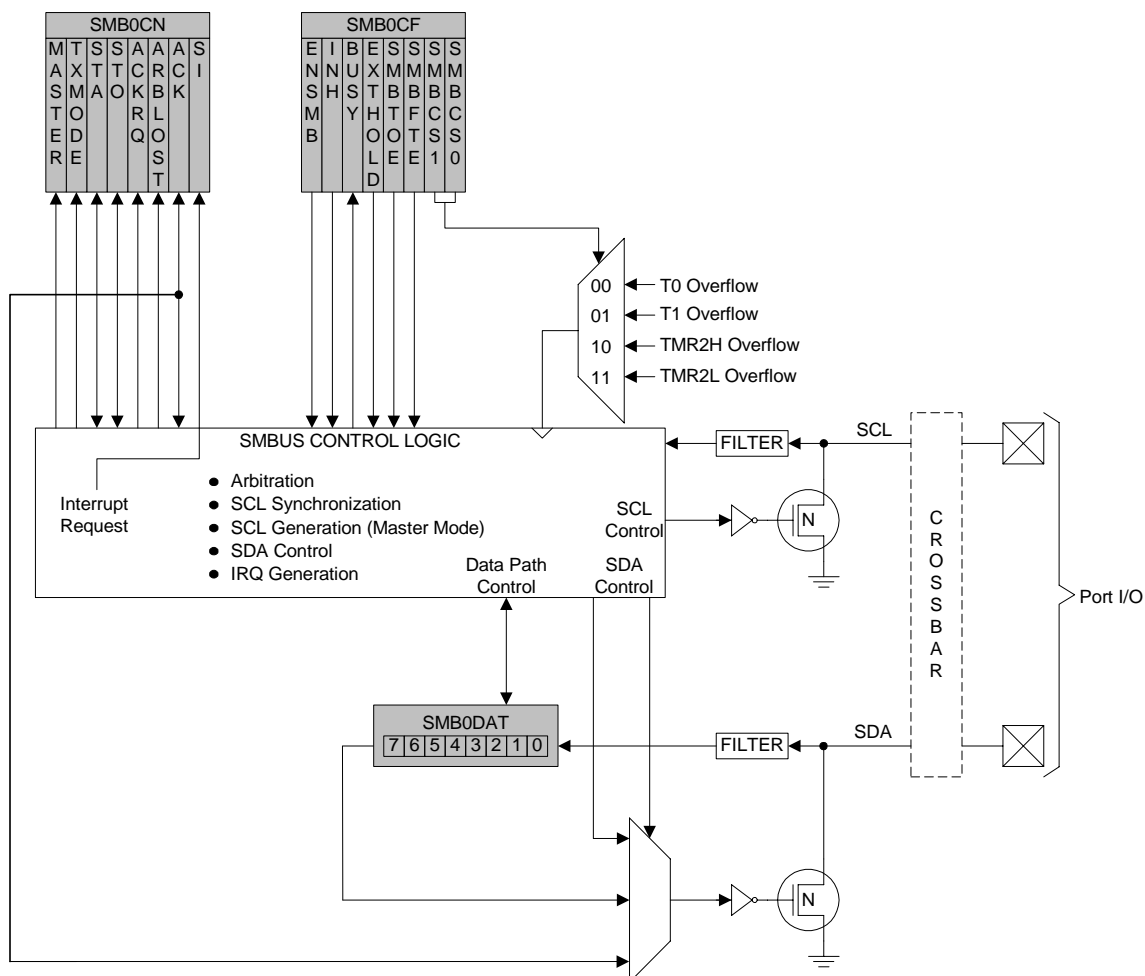 SMB0CN
MASTER
TXMODE
STA
STO
ACKRQ
ARBLOST
ACK
SI
SMB0CF
ENSMB
INH
BUSY
EXTHOLD
SMBTOE
SMBFTE
SMBCS1
SMBCS0
00
T0 Overflow
01
T1 Overflow
10
TMR2H Overflow
11
TMR2L Overflow
SMBUS CONTROL LOGIC
Interrupt
Request
● Arbitration
● SCL Synchronization
● SCL Generation (Master Mode)
● SDA Control
● IRQ Generation
SCL
Control
Data Path
Control
SDA
Control
FILTER
SCL
N
CROSSBAR
Port I/O
SMB0DAT
7 6 5 4 3 2 1 0
FILTER
SDA
N